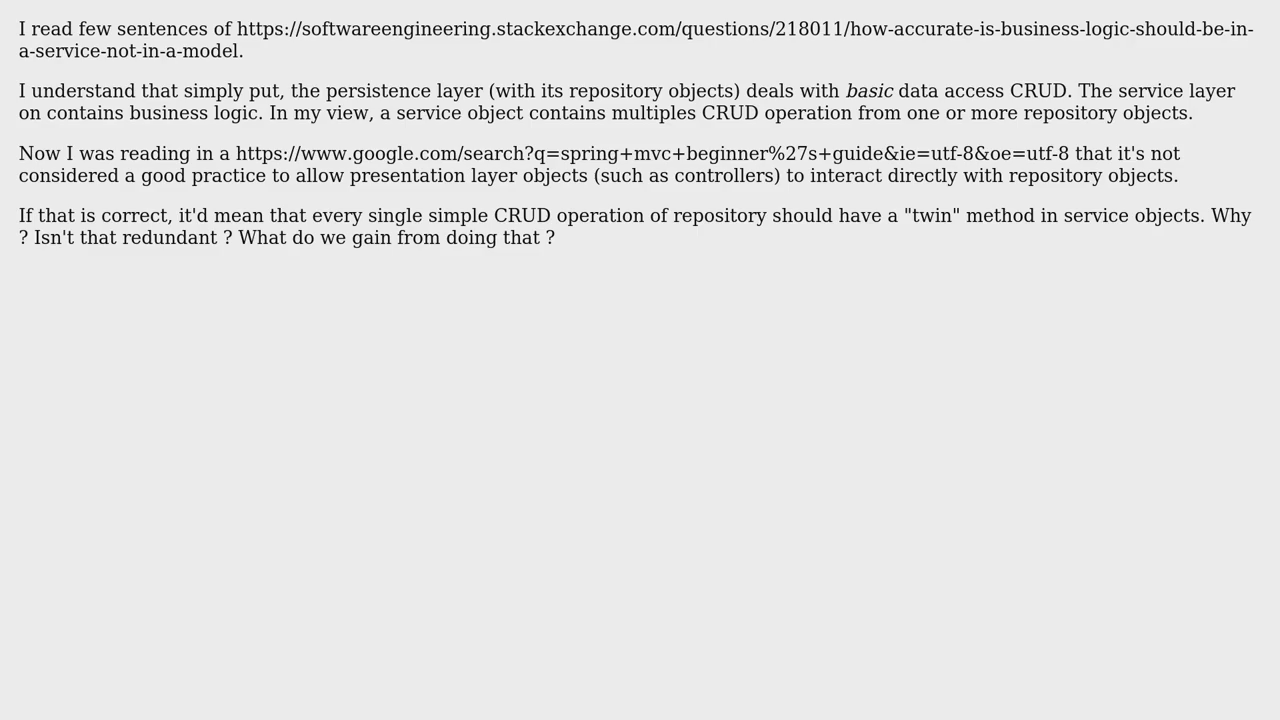 I read few sentences of https://softwareengineering.stackexchange.com/questions/218011/how-accurate-is-business-logic-should-be-in-
a-service-not-in-a-model.
I understand that simply put, the persistence layer (with its repository objects) deals with basic data access CRUD. The service layer
on contains business logic. In my view, a service object contains multiples CRUD operation from one or more repository objects.
Now I was reading in a https://www.google.com/search?q=spring+mvc+beginner%27s+guide&ie=utf-8&oe=utf-8 that it's not
considered a good practice to allow presentation layer objects (such as controllers) to interact directly with repository objects.
If that is correct, it'd mean that every single simple CRUD operation of repository should have a "twin" method in service objects. Why
? Isn't that redundant ? What do we gain from doing that ?